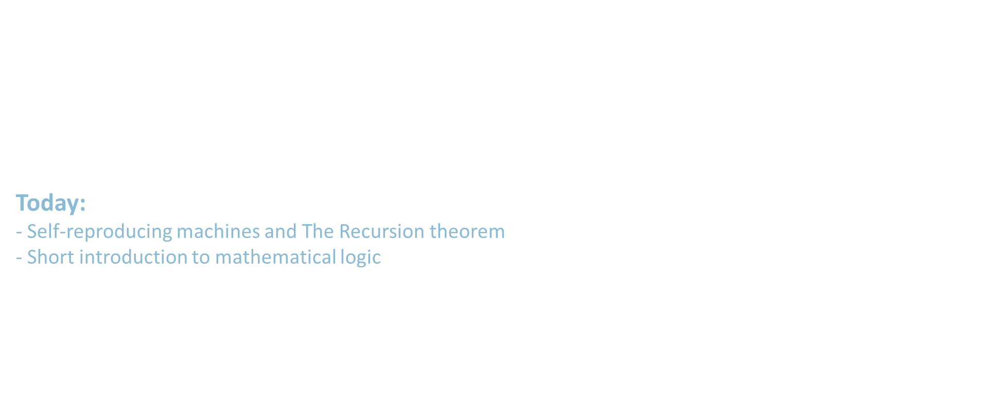 Today:
- Self-reproducing machines and The Recursion theorem
- Short introduction to mathematical logic